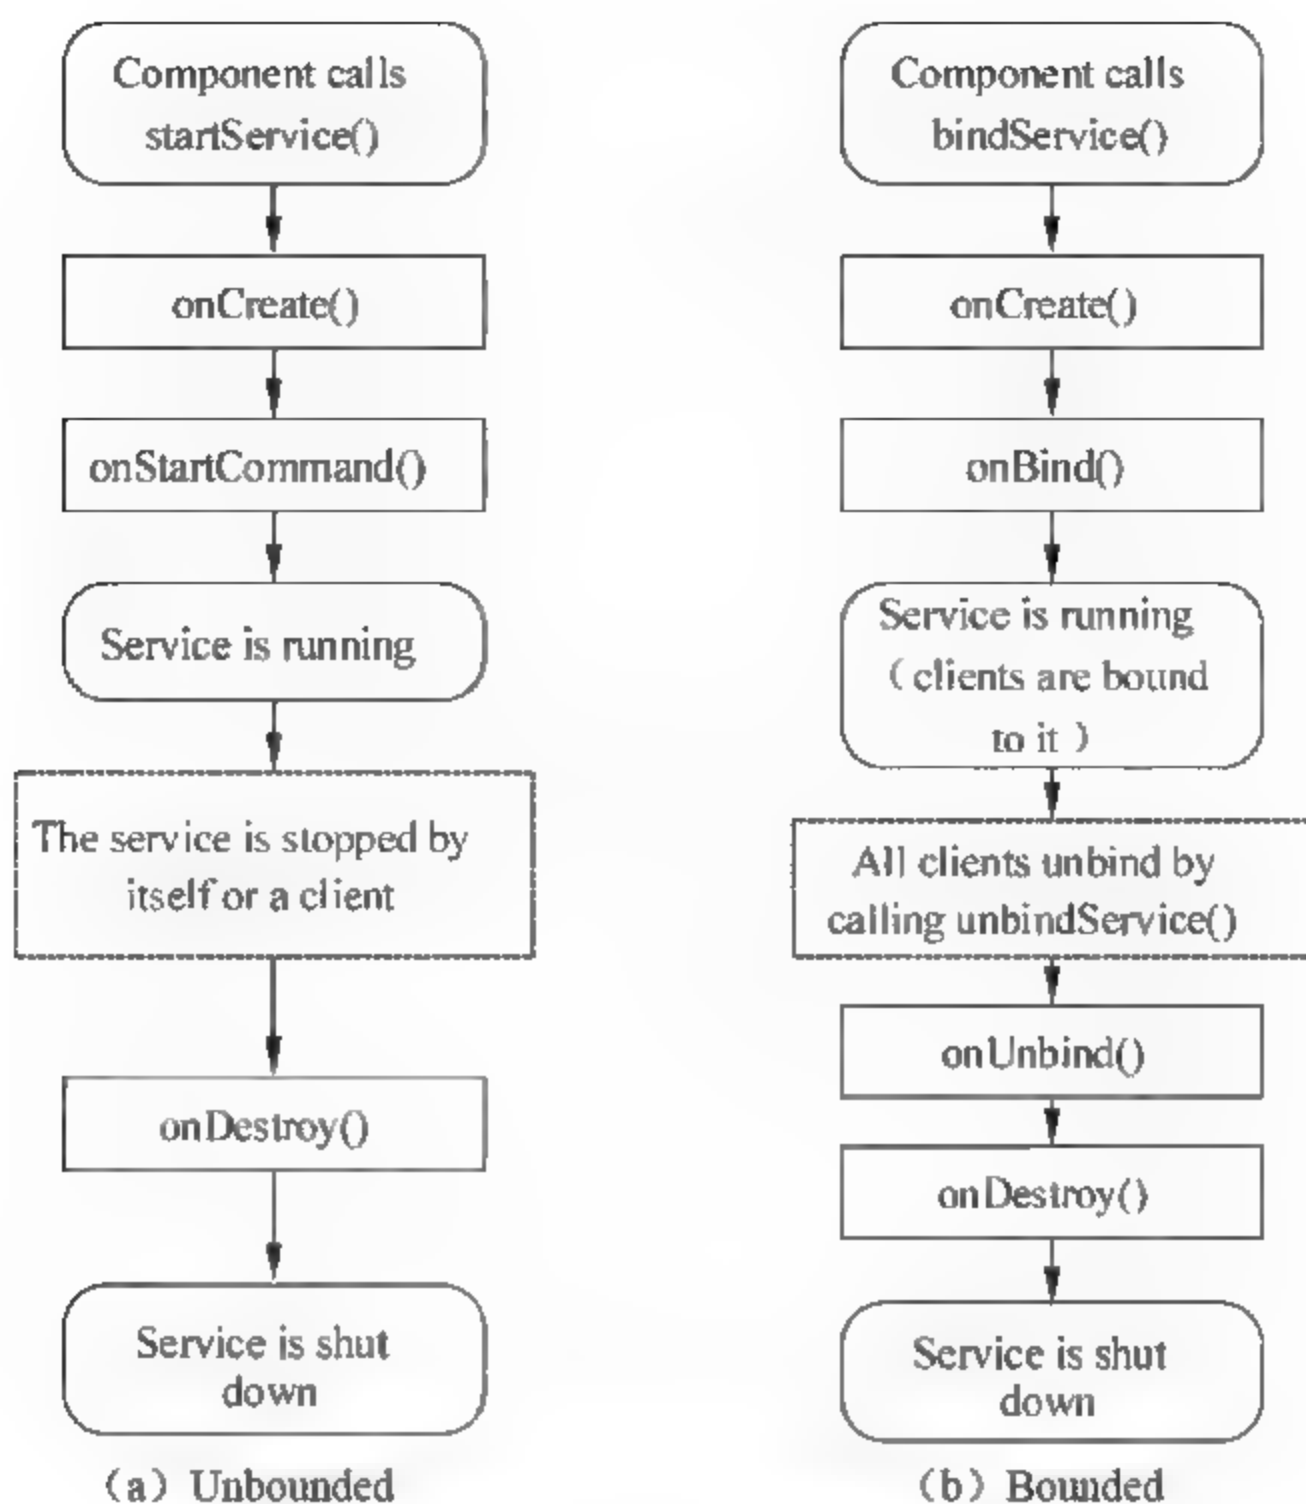 Component calls
startService()
onCreate()
onStartCommand()
Service is running
The service is stopped by
itself or a client
onDestroy()
Service is shut
down
(a) Unbounded
Component calls
bindService()
onCreate()
onBind()
Service is running
(clients are bound
to it)
All clients unbind by
calling unbindService()
onUnbind()
onDestroy()
Service is shut
down
(b) Bounded